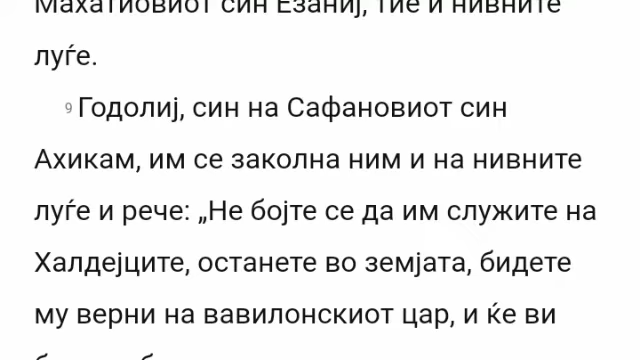 Махатиовиот син Езаниј, тие и нивните
луѓе.
9 Годолиј, син на Сафановиот син
Ахикам, им се заколна ним и на нивните
луѓе и рече: „Не бојте се да им служите на
Халдејците, останете во земјата, бидете
му верни на вавилонскиот цар, и ќе ви